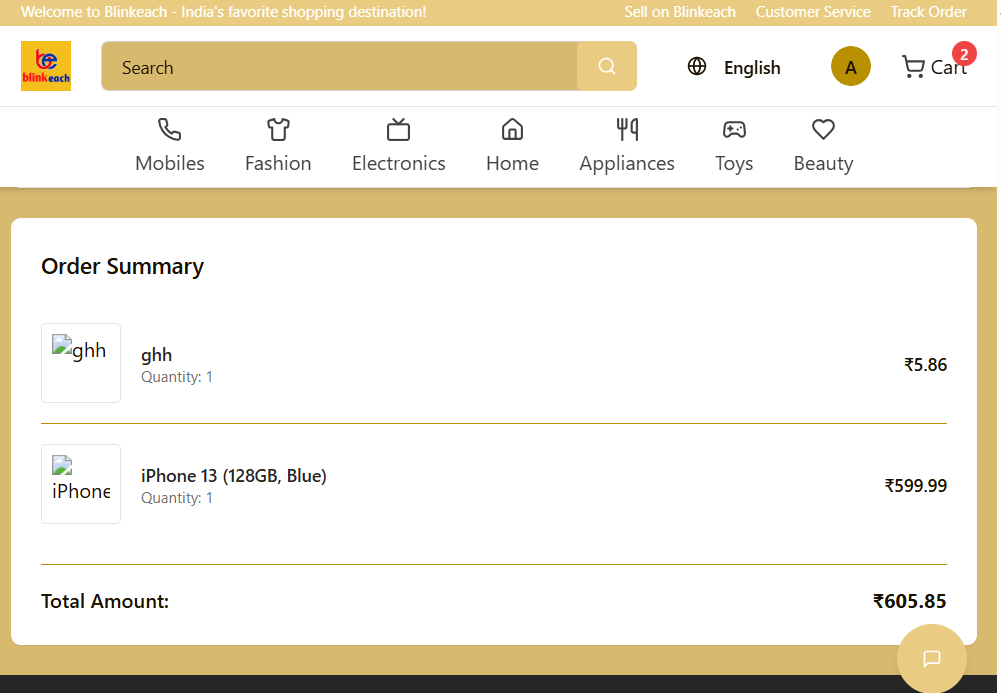 Welcome to Blinkeach - India's favorite shopping destination!
Sell on Blinkeach Customer Service Track Order
be
blinkeach
Search
English
A
Cart
2
Mobiles Fashion Electronics Home Appliances Toys Beauty
Order Summary
ghh
ghh
Quantity: 1
₹5.86
iPhone
iPhone 13 (128GB, Blue)
Quantity: 1
₹599.99
Total Amount: ₹605.85